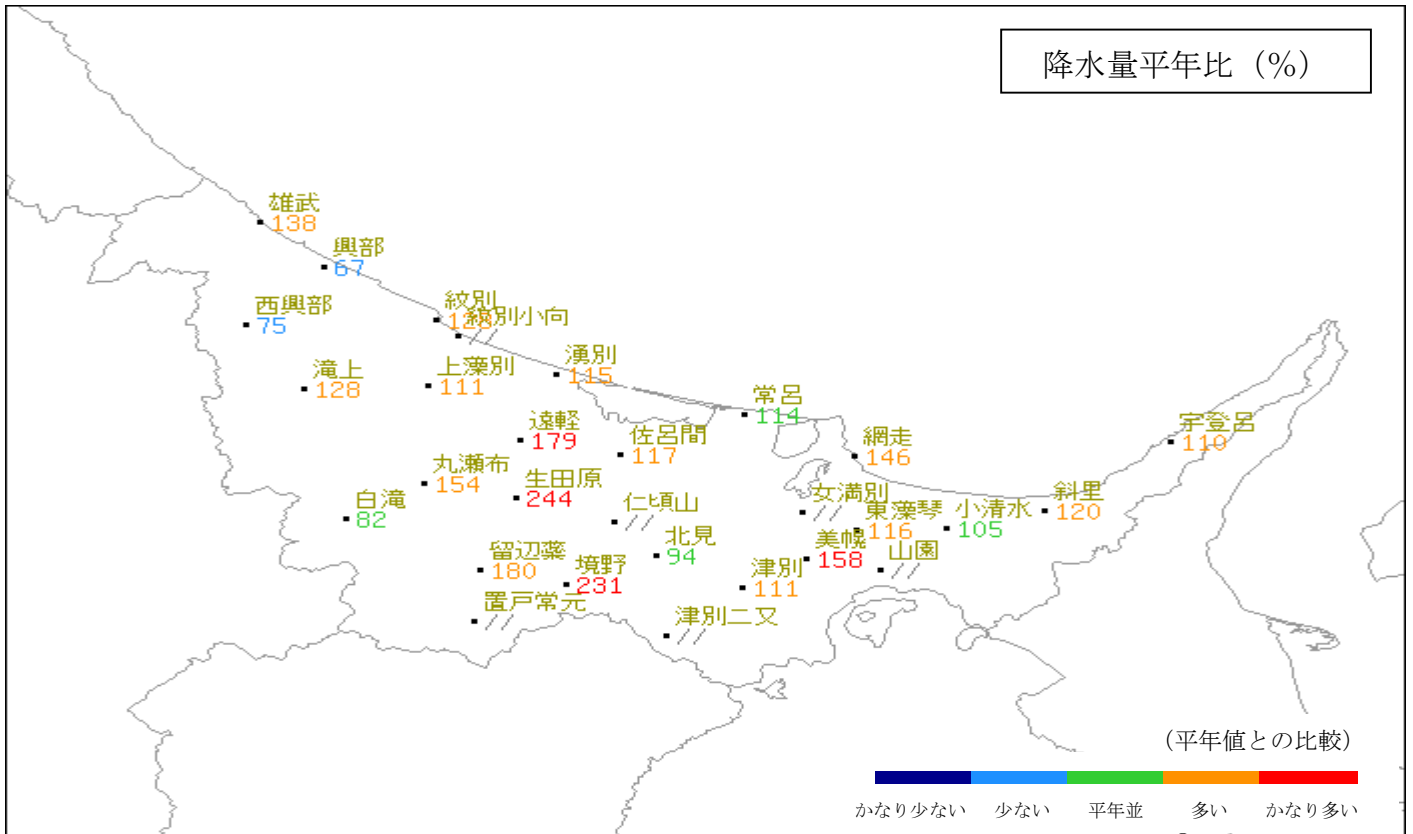 降水量平年比（%）
雄武
138
興部
67
西興部
75
紋別
128
紋別小向
//
滝上
128
上藻別
111
湧別
115
常呂
114
遠軽
179
佐呂間
117
網走
146
宇登呂
110
丸瀬布
154
生田原
244
白滝
82
仁頃山
//
女満別
//
東藻琴
116
小清水
105
斜里
120
北見
94
美幌
158
山園
//
留辺蘂
180
境野
231
津別
111
置戸常元
//
津別二又
//
（平年値との比較）
かなり少ない 少ない 平年並 多い かなり多い